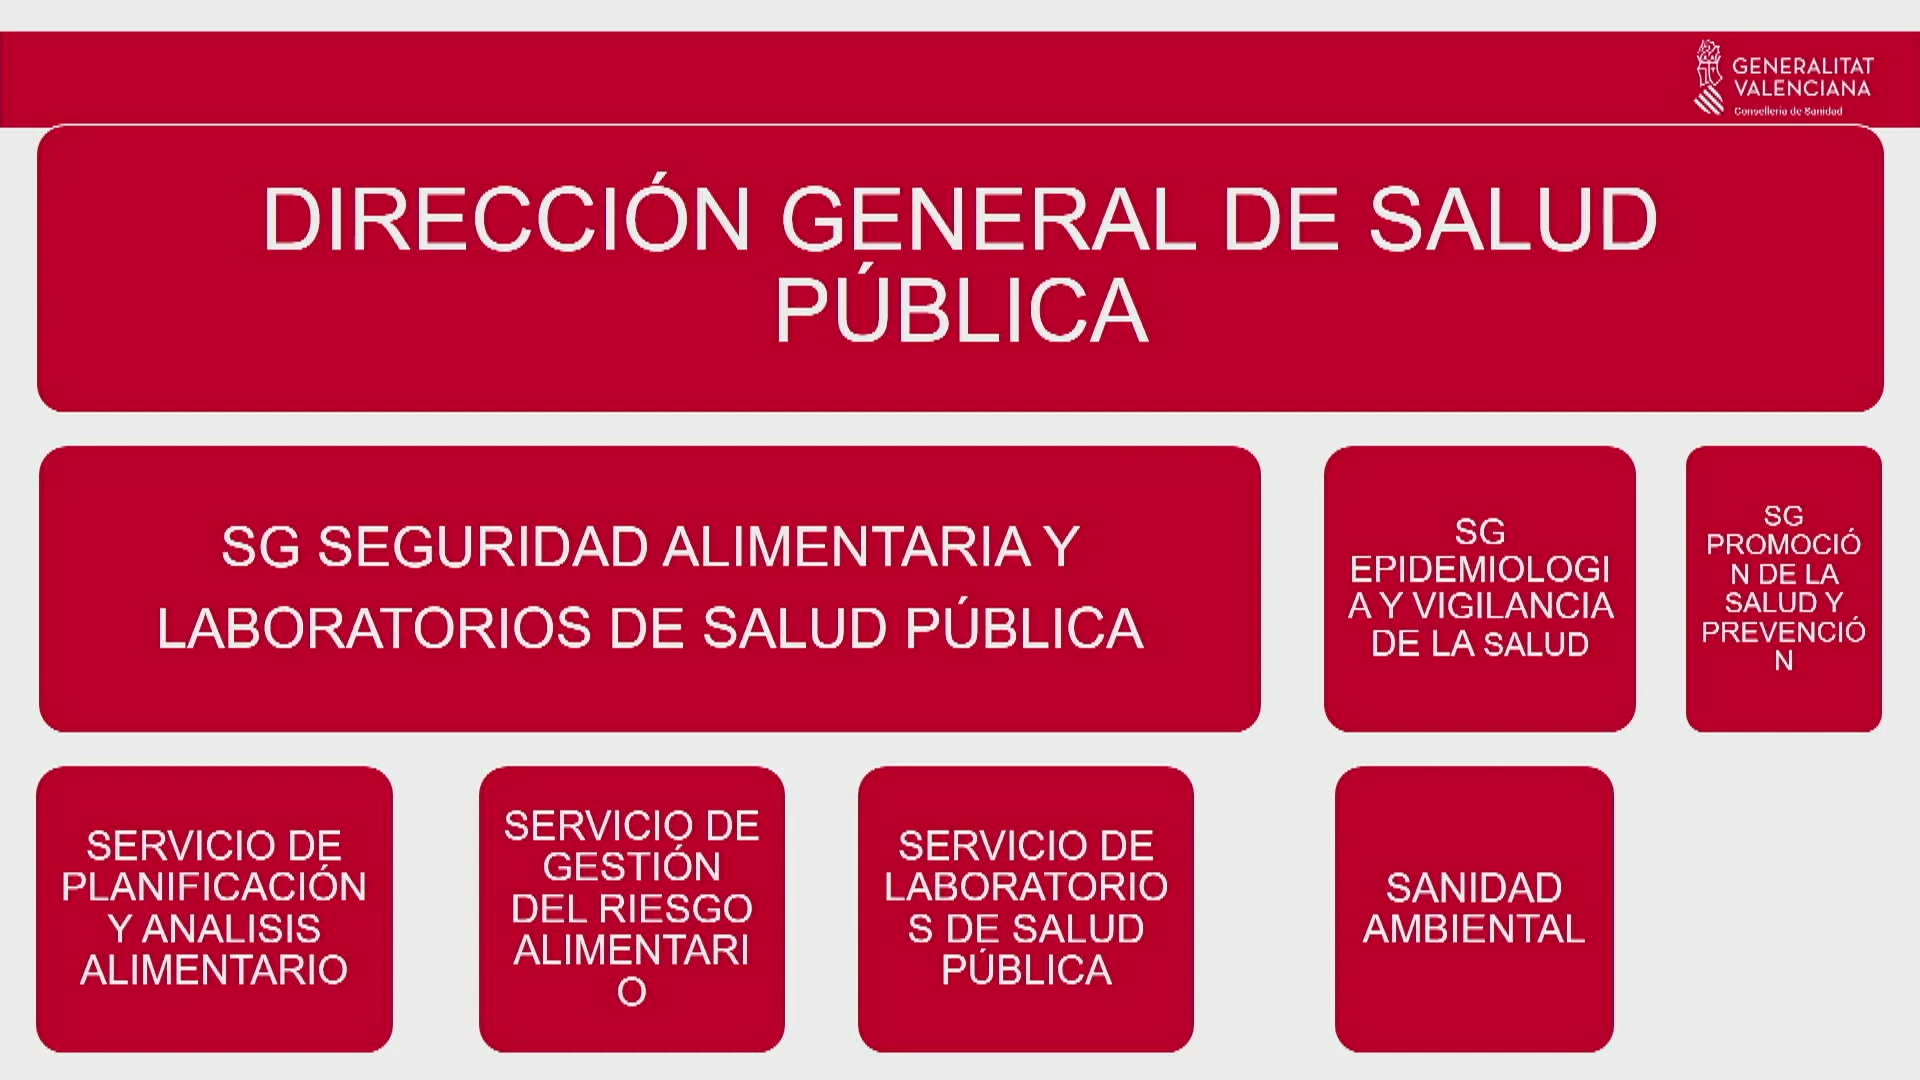 GENERALITAT
VALENCIANA
Conselleria de Sanidad
DIRECCIÓN GENERAL DE SALUD
PÚBLICA
SG SEGURIDAD ALIMENTARIA Y
LABORATORIOS DE SALUD PÚBLICA
SG
EPIDEMIOLOGI
A Y VIGILANCIA
DE LA SALUD
SG
PROMOCIÓ
N DE LA
SALUD Y
PREVENCIÓ
N
SERVICIO DE
PLANIFICACIÓN
Y ANALISIS
ALIMENTARIO
SERVICIO DE
GESTIÓN
DEL RIESGO
ALIMENTARI
O
SERVICIO DE
LABORATORIO
S DE SALUD
PÚBLICA
SANIDAD
AMBIENTAL